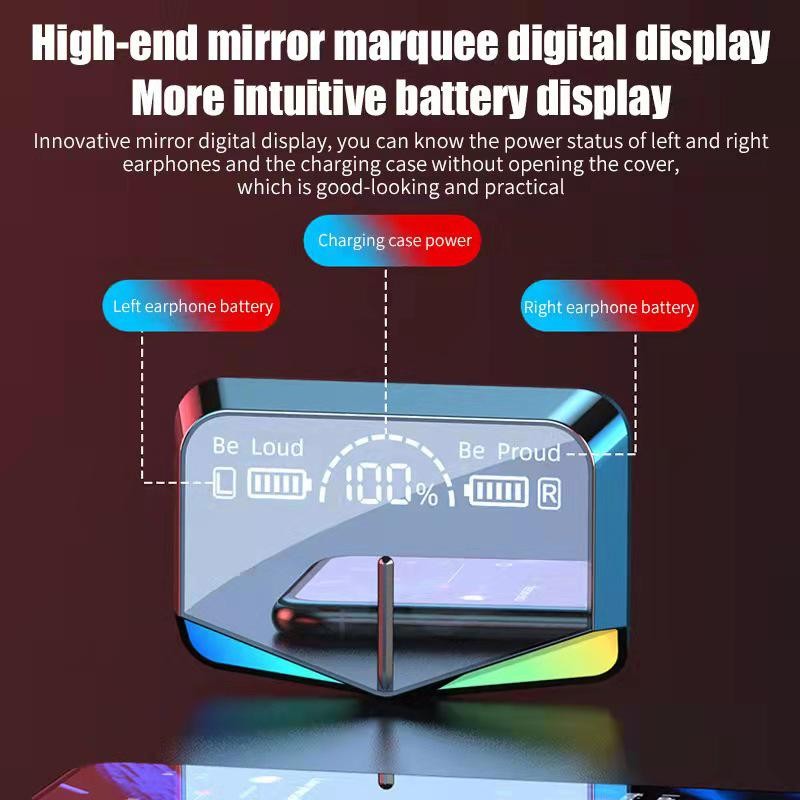 High-end mirror marquee digital display
More intuitive battery display
Innovative mirror digital display, you can know the power status of left and right
earphones and the charging case without opening the cover,
which is good-looking and practical
Charging case power
Left earphone battery
Right earphone battery
Be Loud
Be Proud
L
100%
R